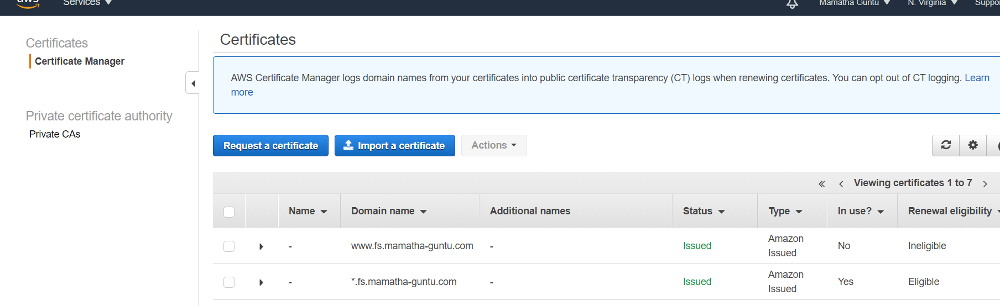 aws Services Mamatha Guntu N. Virginia
Certificates
Certificate Manager
Private certificate authority
Private CAs
Certificates
AWS Certificate Manager logs domain names from your certificates into public certificate transparency (CT) logs when renewing certificates. You can opt out of CT logging. Learn
more
Request a certificate Import a certificate Actions
« ‹ Viewing certificates 1 to 7 ›
Name Domain name Additional names Status Type In use? Renewal eligibility
- www.fs.mamatha-guntu.com - Issued Amazon Issued No Ineligible
- *.fs.mamatha-guntu.com - Issued Amazon Issued Yes Eligible